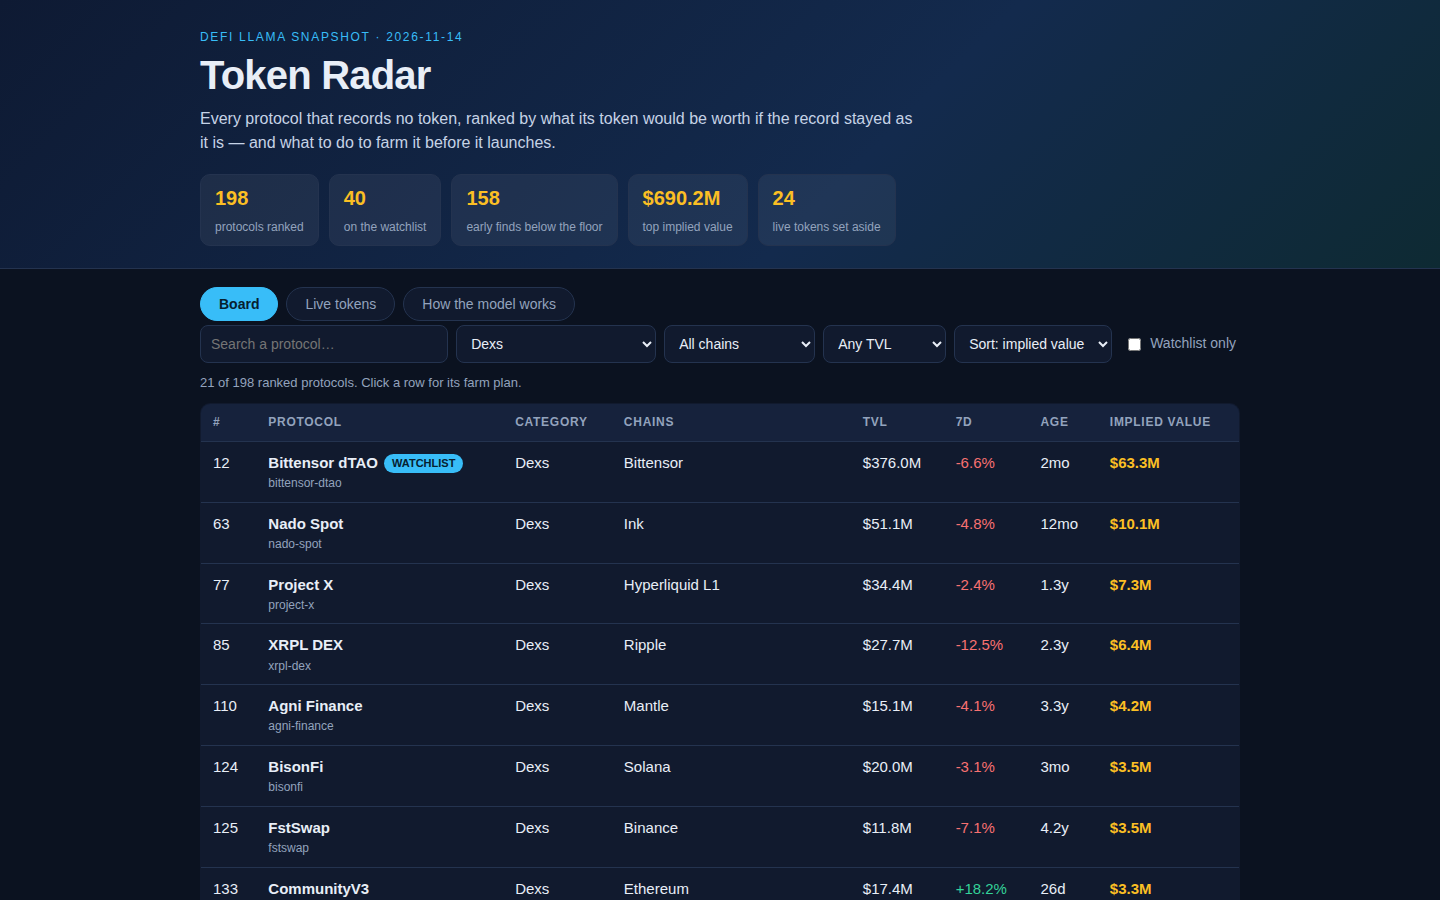 DEFI LLAMA SNAPSHOT · 2026-11-14
Token Radar
Every protocol that records no token, ranked by what its token would be worth if the record stayed as
it is — and what to do to farm it before it launches.
198 40 158 $690.2M 24
protocols ranked on the watchlist early finds below the floor top implied value live tokens set aside
Board Live tokens How the model works
Search a protocol… Dexs All chains Any TVL Sort: implied value Watchlist only
21 of 198 ranked protocols. Click a row for its farm plan.
# PROTOCOL CATEGORY CHAINS TVL 7D AGE IMPLIED VALUE
12 Bittensor dTAO WATCHLIST Dexs Bittensor $376.0M -6.6% 2mo $63.3M
bittensor-dtao
63 Nado Spot Dexs Ink $51.1M -4.8% 12mo $10.1M
nado-spot
77 Project X Dexs Hyperliquid L1 $34.4M -2.4% 1.3y $7.3M
project-x
85 XRPL DEX Dexs Ripple $27.7M -12.5% 2.3y $6.4M
xrpl-dex
110 Agni Finance Dexs Mantle $15.1M -4.1% 3.3y $4.2M
agni-finance
124 BisonFi Dexs Solana $20.0M -3.1% 3mo $3.5M
bisonfi
125 FstSwap Dexs Binance $11.8M -7.1% 4.2y $3.5M
fstswap
133 CommunityV3 Dexs Ethereum $17.4M +18.2% 26d $3.3M